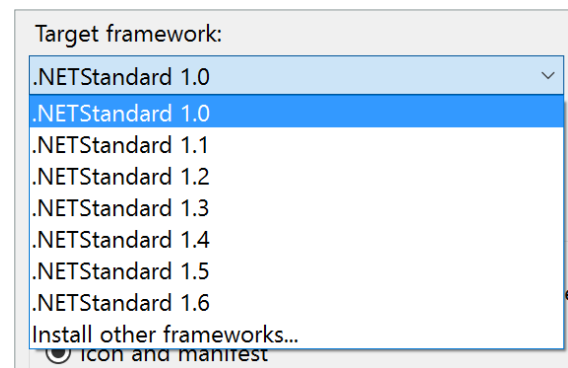 Target framework:
.NETStandard 1.0
.NETStandard 1.0
.NETStandard 1.1
.NETStandard 1.2
.NETStandard 1.3
.NETStandard 1.4
.NETStandard 1.5
.NETStandard 1.6
Install other frameworks...
Icon and manifest